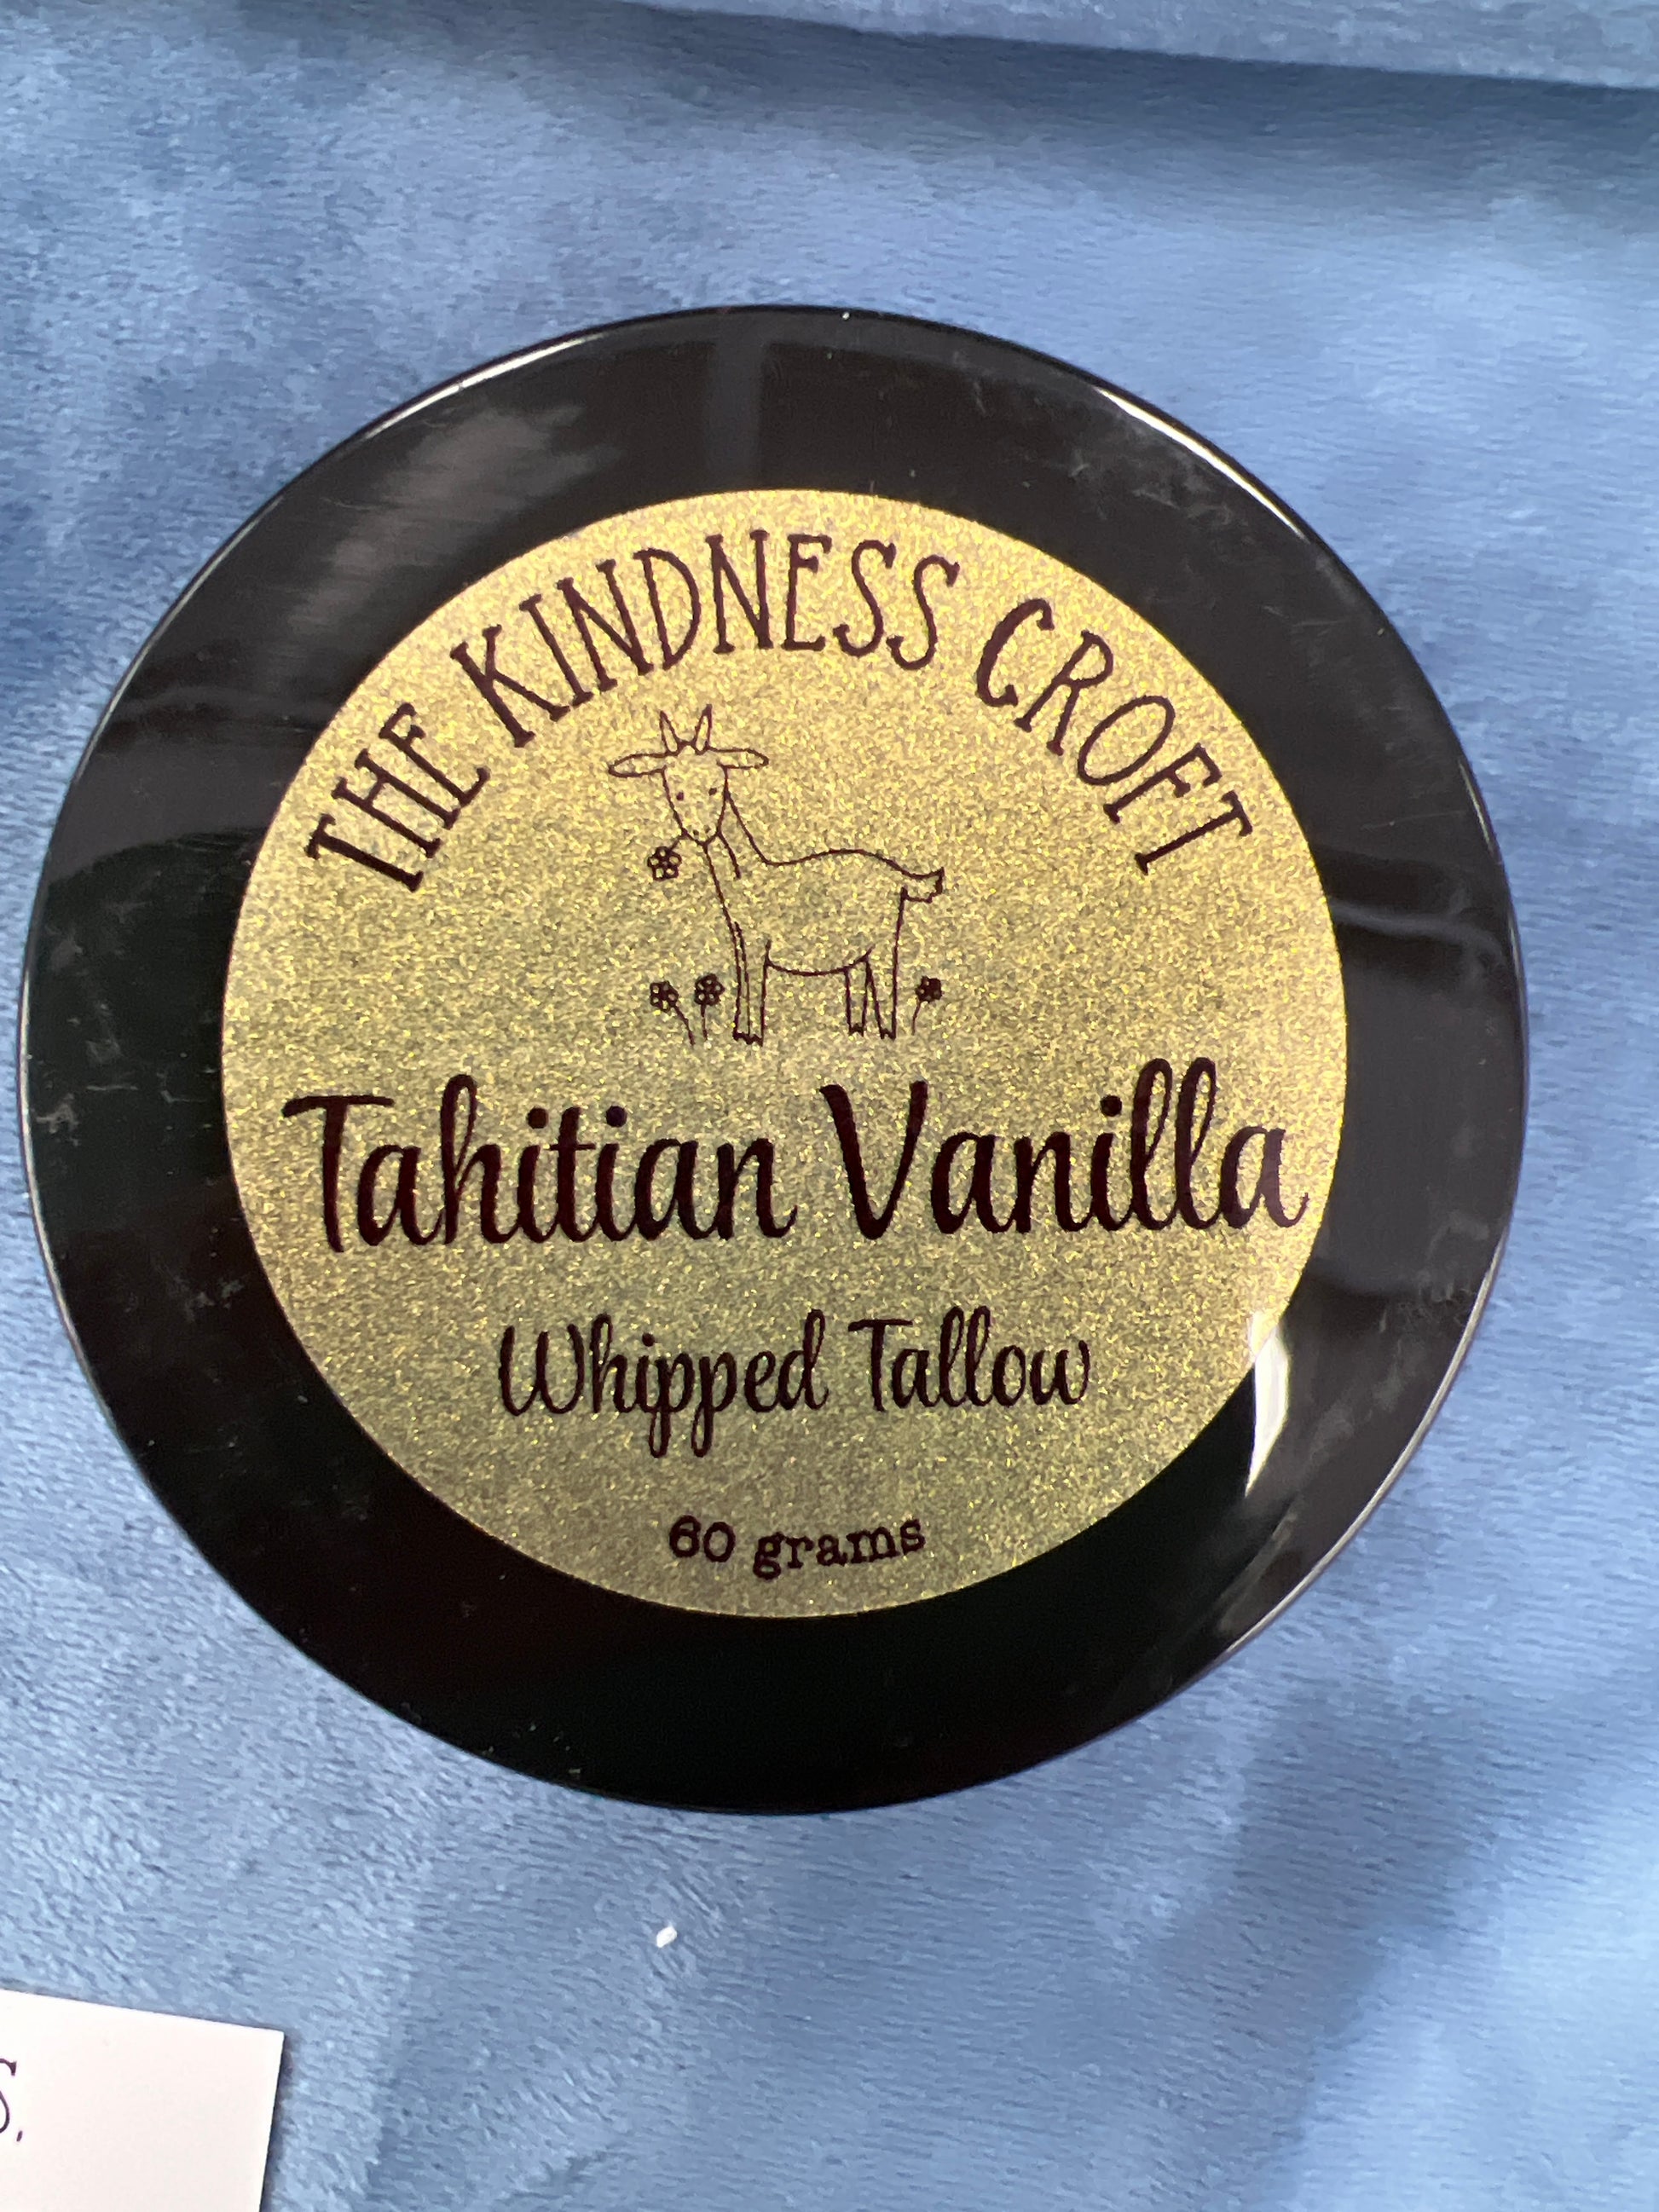 THE KINDNESS CROFT
Tahitian Vanilla
Whipped Tallow
60 grams
S.